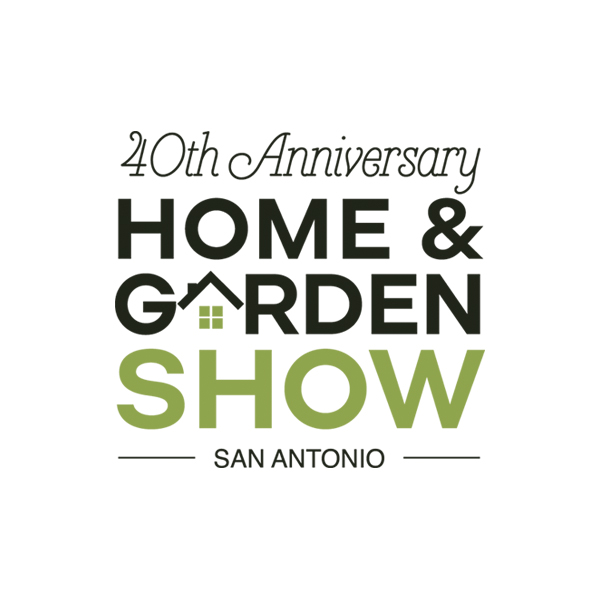 40th Anniversary
HOME &
GARDEN
SHOW
SAN ANTONIO